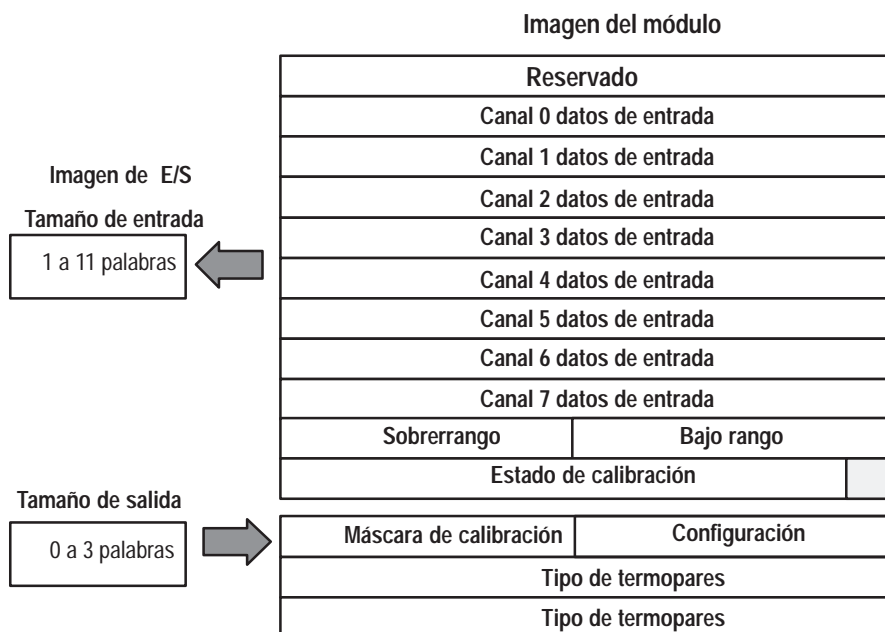 Imagen del módulo
Reservado
Canal 0 datos de entrada
Canal 1 datos de entrada
Imagen de E/S
Canal 2 datos de entrada
Tamaño de entrada
Canal 3 datos de entrada
1 a 11 palabras
Canal 4 datos de entrada
Canal 5 datos de entrada
Canal 6 datos de entrada
Canal 7 datos de entrada
Sobrerrango Bajo rango
Estado de calibración
Tamaño de salida
0 a 3 palabras
Máscara de calibración Configuración
Tipo de termopares
Tipo de termopares